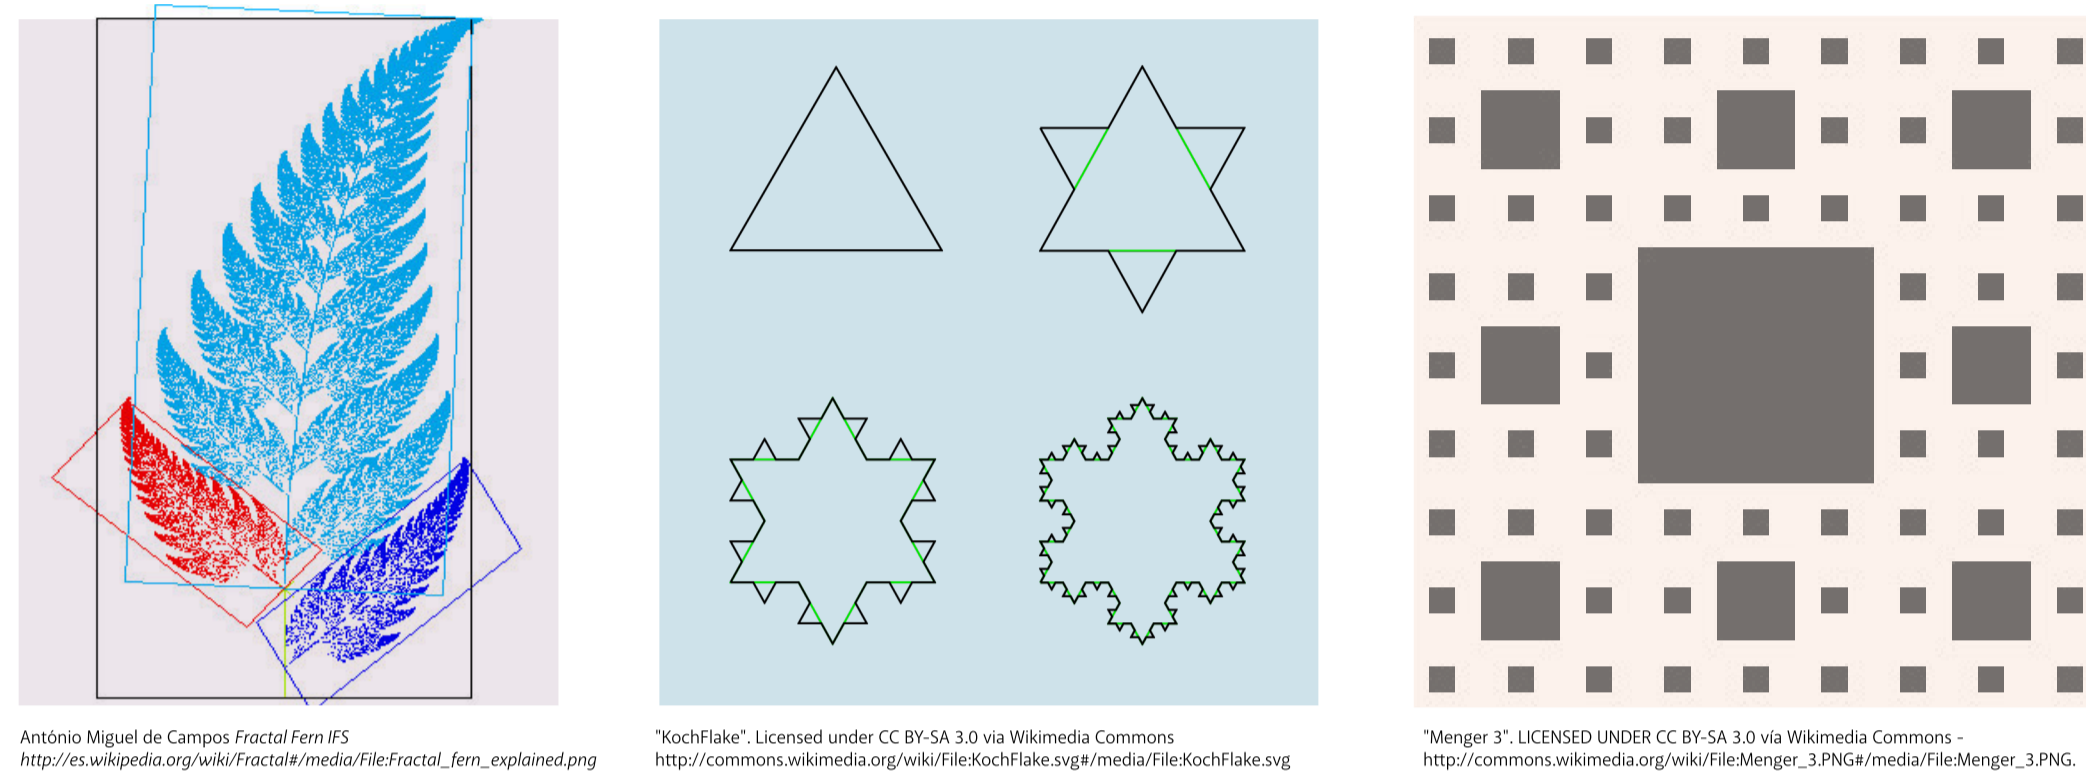 António Miguel de Campos Fractal Fern IFS
http://es.wikipedia.org/wiki/Fractal#/media/File:Fractal_fern_explained.png
"KochFlake". Licensed under CC BY-SA 3.0 via Wikimedia Commons
http://commons.wikimedia.org/wiki/File:KochFlake.svg#/media/File:KochFlake.svg
"Menger 3". LICENSED UNDER CC BY-SA 3.0 vía Wikimedia Commons -
http://commons.wikimedia.org/wiki/File:Menger_3.PNG#/media/File:Menger_3.PNG.